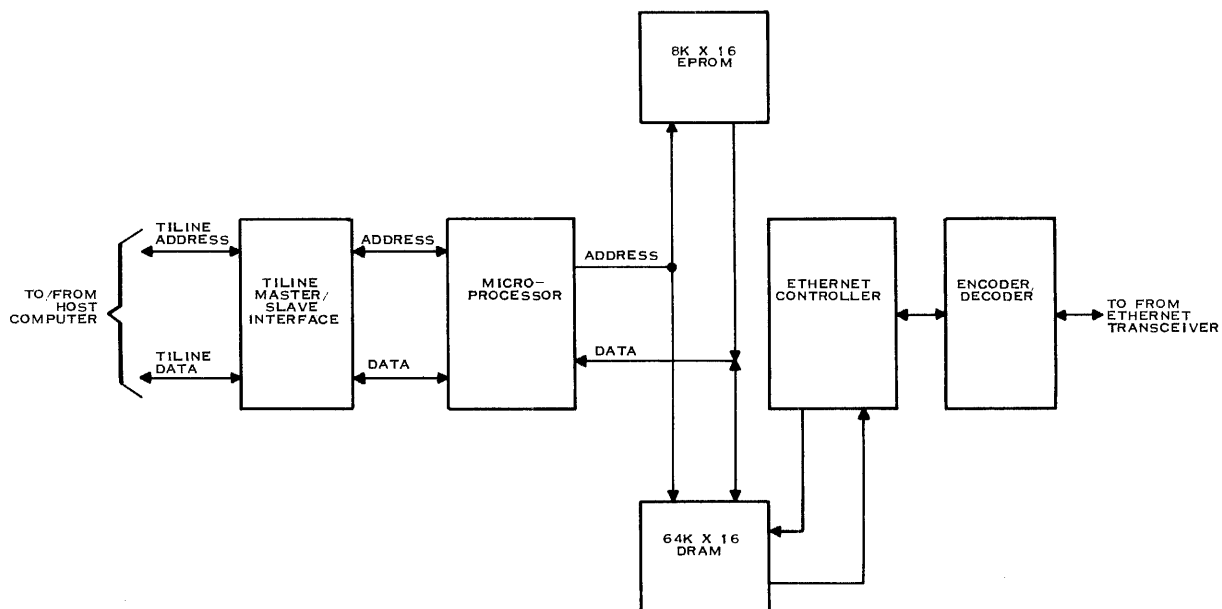 8K X 16
EPROM
TILINE
ADDRESS
ADDRESS
ADDRESS
TO/FROM
HOST
COMPUTER
TILINE
MASTER/
SLAVE
INTERFACE
MICRO-
PROCESSOR
ETHERNET
CONTROLLER
ENCODER/
DECODER
TO FROM
ETHERNET
TRANSCEIVER
TILINE
DATA
DATA
DATA
64K X 16
DRAM